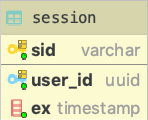 session
sid varchar
user_id uuid
ex timestamp